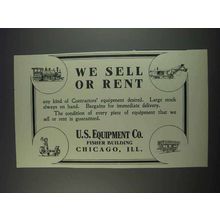 WE SELL
OR RENT
any kind of Contractors' equipment desired. Large stock
always on hand. Bargains for immediate delivery.
The condition of every piece of equipment that we
sell or rent is guaranteed.
U.S. EQUIPMENT CO.
FISHER BUILDING
CHICAGO, ILL.